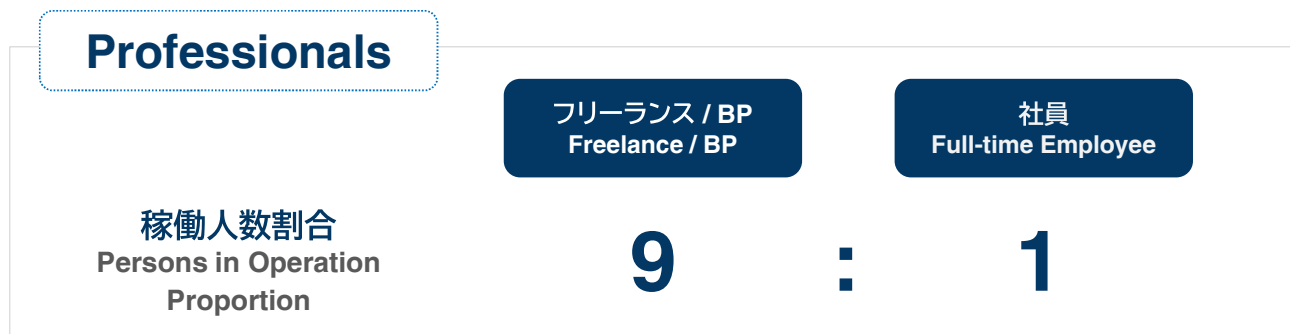 Professionals
フリーランス / BP
Freelance / BP
社員
Full-time Employee
稼働人数割合
Persons in Operation
Proportion
9 : 1